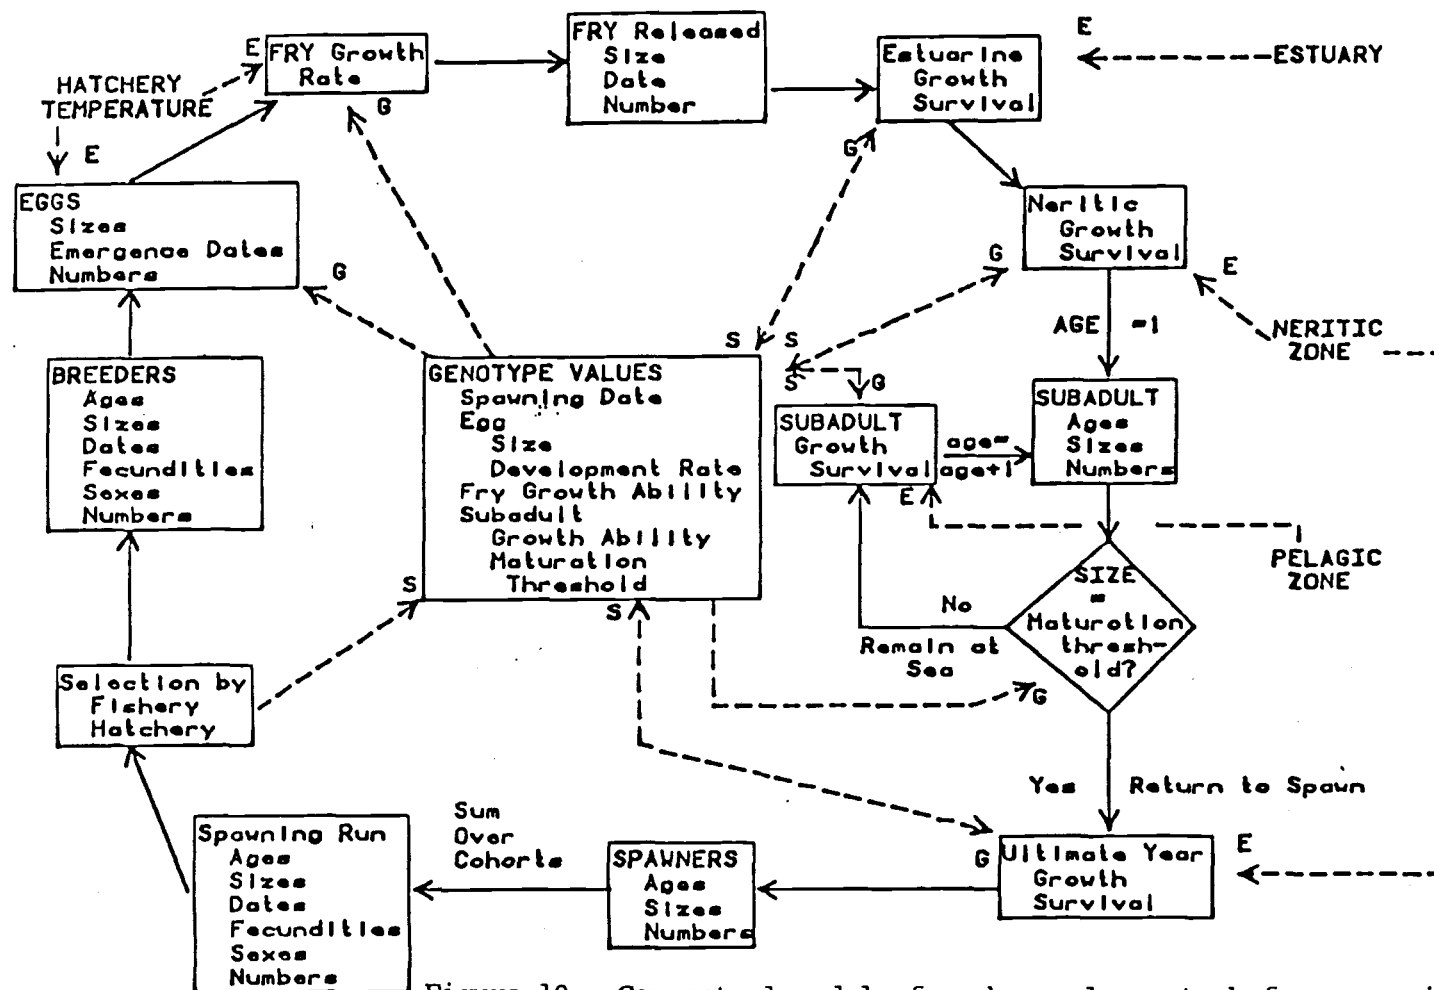 HATCHERY
TEMPERATURE
E
E
FRY Growth
Rate
G
FRY Released
Size
Date
Number
Estuarine
Growth
Survival
E
ESTUARY
G
EGGS
Sizes
Emergence Dates
Numbers
G
Neritic
Growth
Survival
G
E
AGE =1
NERITIC
ZONE
BREEDERS
Ages
Sizes
Dates
Fecundities
Sexes
Numbers
GENOTYPE VALUES
Spawning Date
Egg
Size
Development Rate
Fry Growth Ability
Subadult
Growth Ability
Maturation
Threshold
S
S
S
G
SUBADULT
Growth
Survival
age=
age+1
E
SUBADULT
Ages
Sizes
Numbers
PELAGIC
ZONE
SIZE
=
Maturation
thresh-
old?
No
Remain at
Sea
G
S
S
Selection by
Fishery
Hatchery
Yes
Return to Spawn
Spawning Run
Ages
Sizes
Dates
Fecundities
Sexes
Numbers
Sum
Over
Cohorts
SPAWNERS
Ages
Sizes
Numbers
G
Ultimate Year
Growth
Survival
E
Figure 10